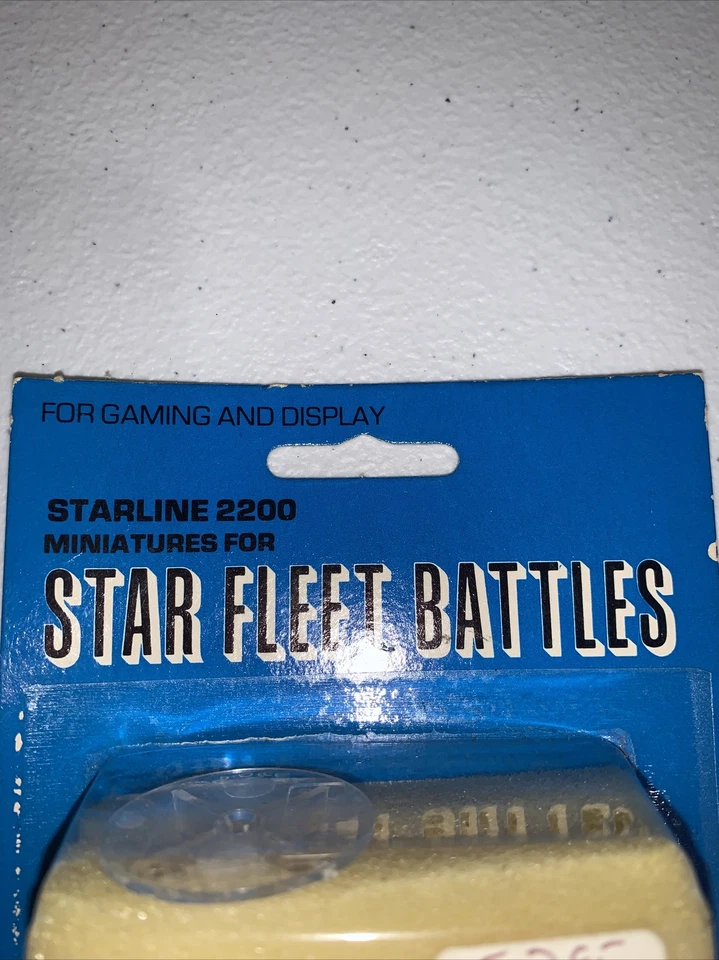 FOR GAMING AND DISPLAY
STARLINE 2200
MINIATURES FOR
STAR FLEET BATTLES